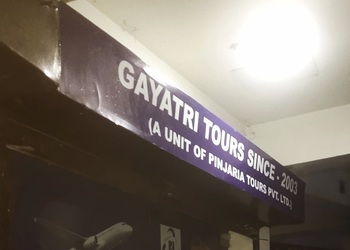 GAYATRI TOURS SINCE - 2003
(A UNIT OF PINJARIA TOURS PVT. LTD.)